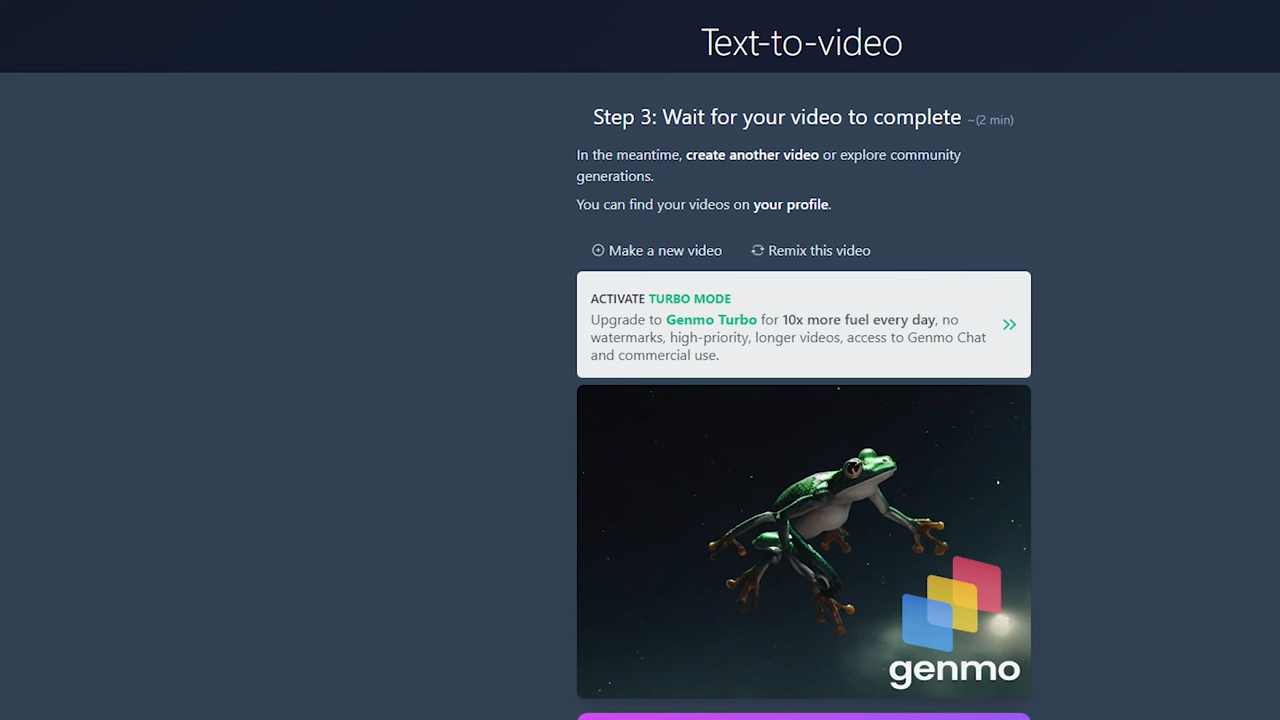 Text-to-video
Step 3: Wait for your video to complete ~(2 min)
In the meantime, create another video or explore community
generations.
You can find your videos on your profile.
Make a new video Remix this video
ACTIVATE TURBO MODE
Upgrade to Genmo Turbo for 10x more fuel every day, no
watermarks, high-priority, longer videos, access to Genmo Chat
and commercial use.
genmo